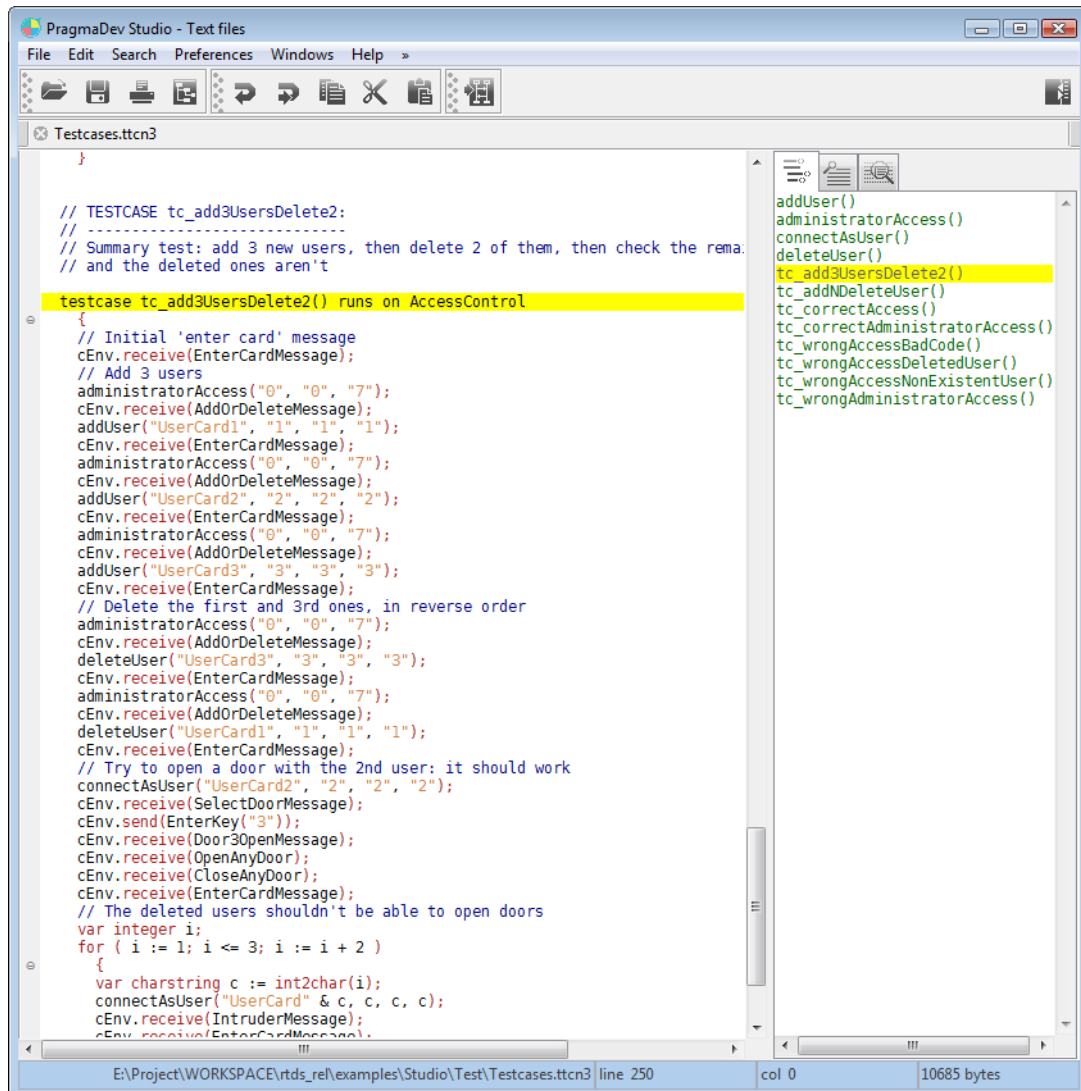 PragmaDev Studio - Text files
File Edit Search Preferences Windows Help »
Testcases.ttcn3
}
// TESTCASE tc_add3UsersDelete2:
// -----------------------------
// Summary test: add 3 new users, then delete 2 of them, then check the remai
// and the deleted ones aren't
testcase tc_add3UsersDelete2() runs on AccessControl
{
// Initial 'enter card' message
cEnv.receive(EnterCardMessage);
// Add 3 users
administratorAccess("0", "0", "7");
cEnv.receive(AddOrDeleteMessage);
addUser("UserCard1", "1", "1", "1");
cEnv.receive(EnterCardMessage);
administratorAccess("0", "0", "7");
cEnv.receive(AddOrDeleteMessage);
addUser("UserCard2", "2", "2", "2");
cEnv.receive(EnterCardMessage);
administratorAccess("0", "0", "7");
cEnv.receive(AddOrDeleteMessage);
addUser("UserCard3", "3", "3", "3");
cEnv.receive(EnterCardMessage);
// Delete the first and 3rd ones, in reverse order
administratorAccess("0", "0", "7");
cEnv.receive(AddOrDeleteMessage);
deleteUser("UserCard3", "3", "3", "3");
cEnv.receive(EnterCardMessage);
administratorAccess("0", "0", "7");
cEnv.receive(AddOrDeleteMessage);
deleteUser("UserCard1", "1", "1", "1");
cEnv.receive(EnterCardMessage);
// Try to open a door with the 2nd user: it should work
connectAsUser("UserCard2", "2", "2", "2");
cEnv.receive(SelectDoorMessage);
cEnv.send(EnterKey("3"));
cEnv.receive(Door3OpenMessage);
cEnv.receive(OpenAnyDoor);
cEnv.receive(CloseAnyDoor);
cEnv.receive(EnterCardMessage);
// The deleted users shouldn't be able to open doors
var integer i;
for ( i := 1; i <= 3; i := i + 2 )
{
var charstring c := int2char(i);
connectAsUser("UserCard" & c, c, c, c);
cEnv.receive(IntruderMessage);
cEnv.receive(EnterCardMessage);
addUser()
administratorAccess()
connectAsUser()
deleteUser()
tc_add3UsersDelete2()
tc_addNDeleteUser()
tc_correctAccess()
tc_correctAdministratorAccess()
tc_wrongAccessBadCode()
tc_wrongAccessDeletedUser()
tc_wrongAccessNonExistentUser()
tc_wrongAdministratorAccess()
E:\Project\WORKSPACE\rtds_rel\examples\Studio\Test\Testcases.ttcn3 line 250 col 0 10685 bytes